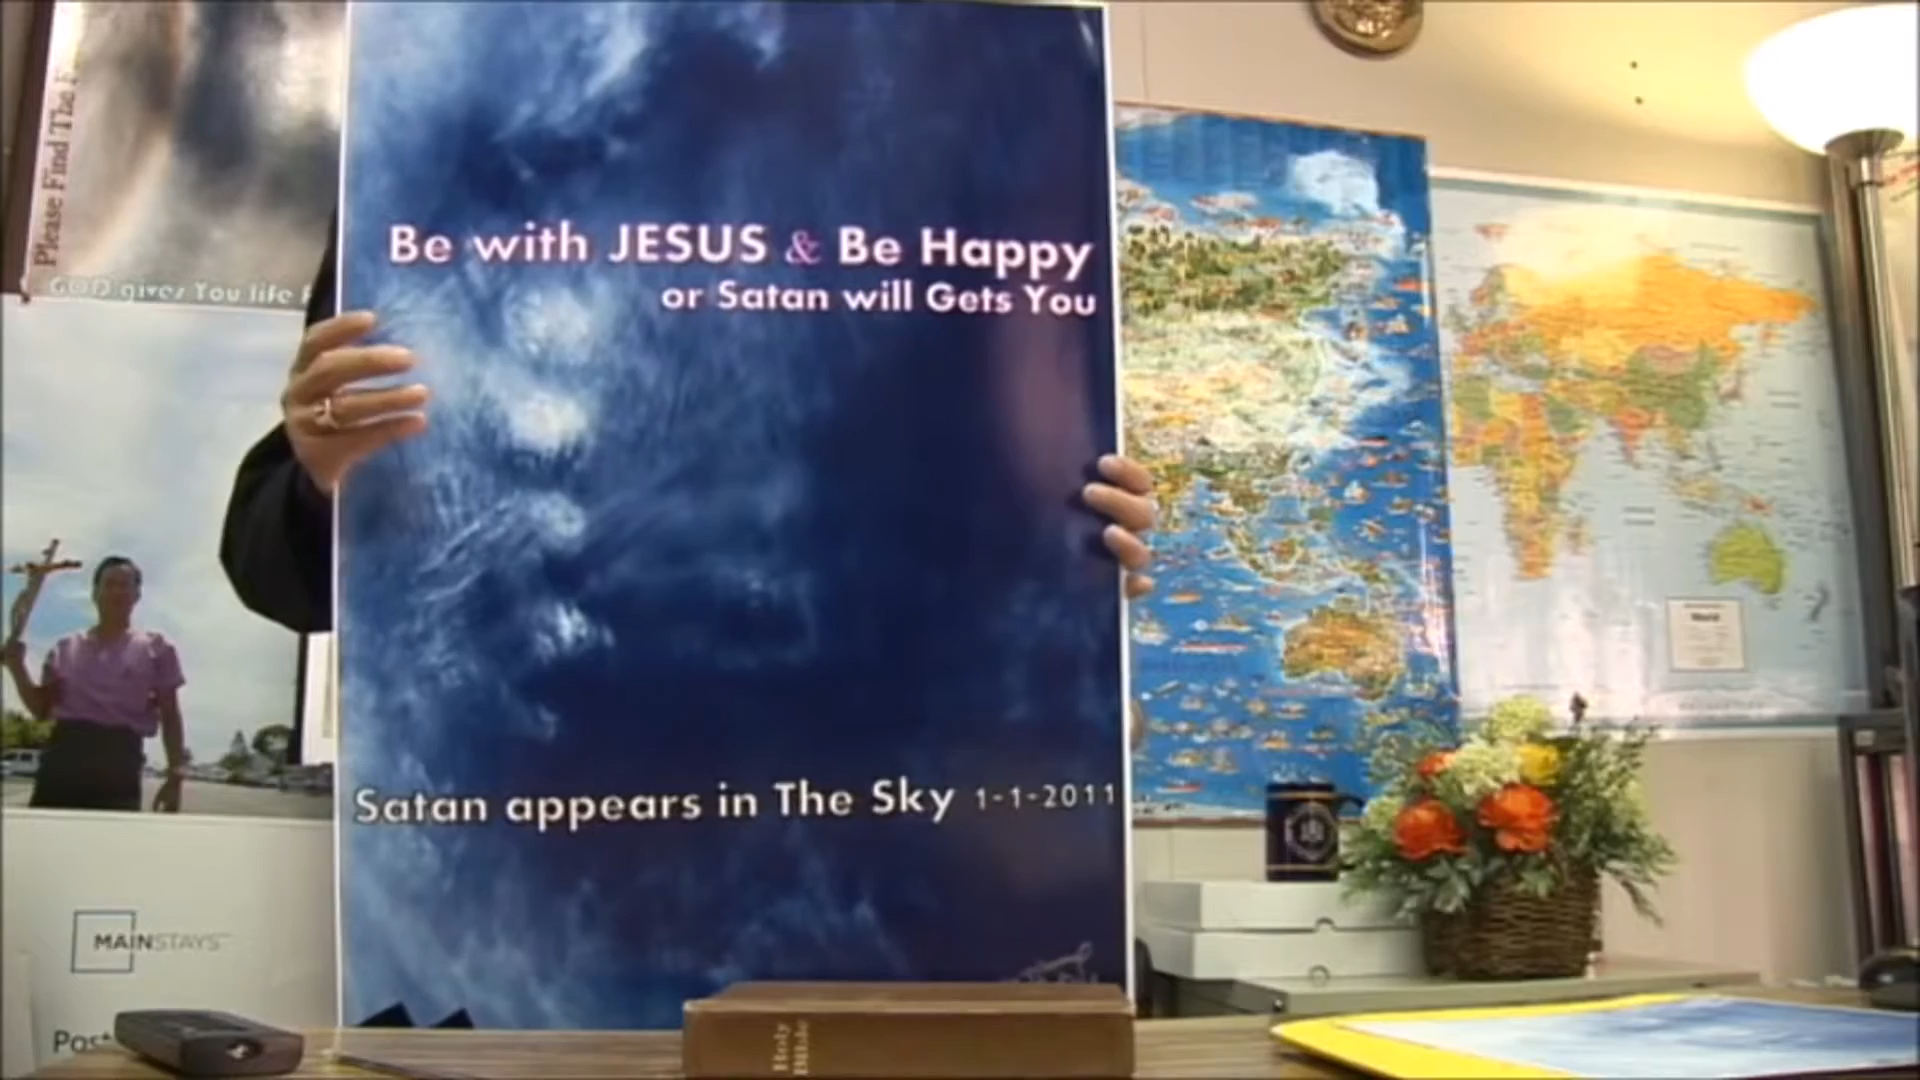 Please Find The
GOD gives You life
Be with JESUS & Be Happy
or Satan will Gets You
Satan appears in The Sky 1-1-2011
MAINSTAYS
Holy
Bible